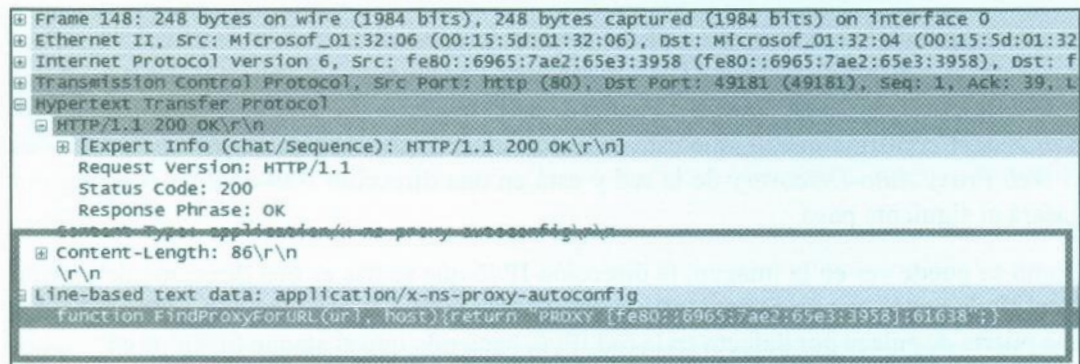 Frame 148: 248 bytes on wire (1984 bits), 248 bytes captured (1984 bits) on interface 0
Ethernet II, Src: Microsof_01:32:06 (00:15:5d:01:32:06), Dst: Microsof_01:32:04 (00:15:5d:01:32
Internet Protocol Version 6, Src: fe80::6965:7ae2:65e3:3958 (fe80::6965:7ae2:65e3:3958), Dst: f
Transmission Control Protocol, Src Port: http (80), Dst Port: 49181 (49181), Seq: 1, Ack: 39, L
Hypertext Transfer Protocol
HTTP/1.1 200 OK\r\n
[Expert Info (Chat/Sequence): HTTP/1.1 200 OK\r\n]
Request Version: HTTP/1.1
Status Code: 200
Response Phrase: OK
Content-Type: application/x-ns-proxy-autoconfig\r\n
Content-Length: 86\r\n
\r\n
Line-based text data: application/x-ns-proxy-autoconfig
function FindProxyForURL(url, host){return "PROXY [fe80::6965:7ae2:65e3:3958]:61638";}